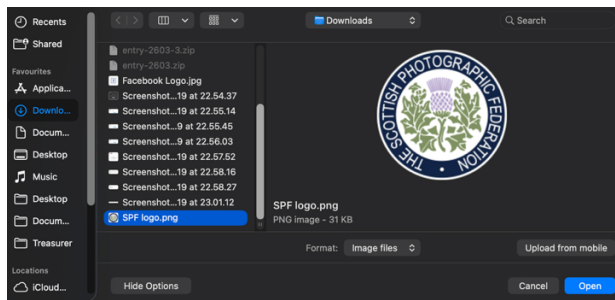 Recents
Shared
Favourites
Applica...
Downlo...
Docum...
Desktop
Music
Desktop
Docum...
Treasurer
Locations
iCloud...
Downloads
Search
entry-2603-3.zip
entry-2603.zip
Facebook Logo.jpg
Screenshot...19 at 22.54.37
Screenshot...19 at 22.55.14
Screenshot...9 at 22.55.45
Screenshot...9 at 22.56.03
Screenshot...19 at 22.57.52
Screenshot...19 at 22.58.16
Screenshot...19 at 22.58.27
Screenshot...19 at 23.01.12
SPF logo.png
THE SCOTTISH PHOTOGRAPHIC FEDERATION
SPF logo.png
PNG image - 31 KB
Format: Image files
Upload from mobile
Hide Options
Cancel
Open